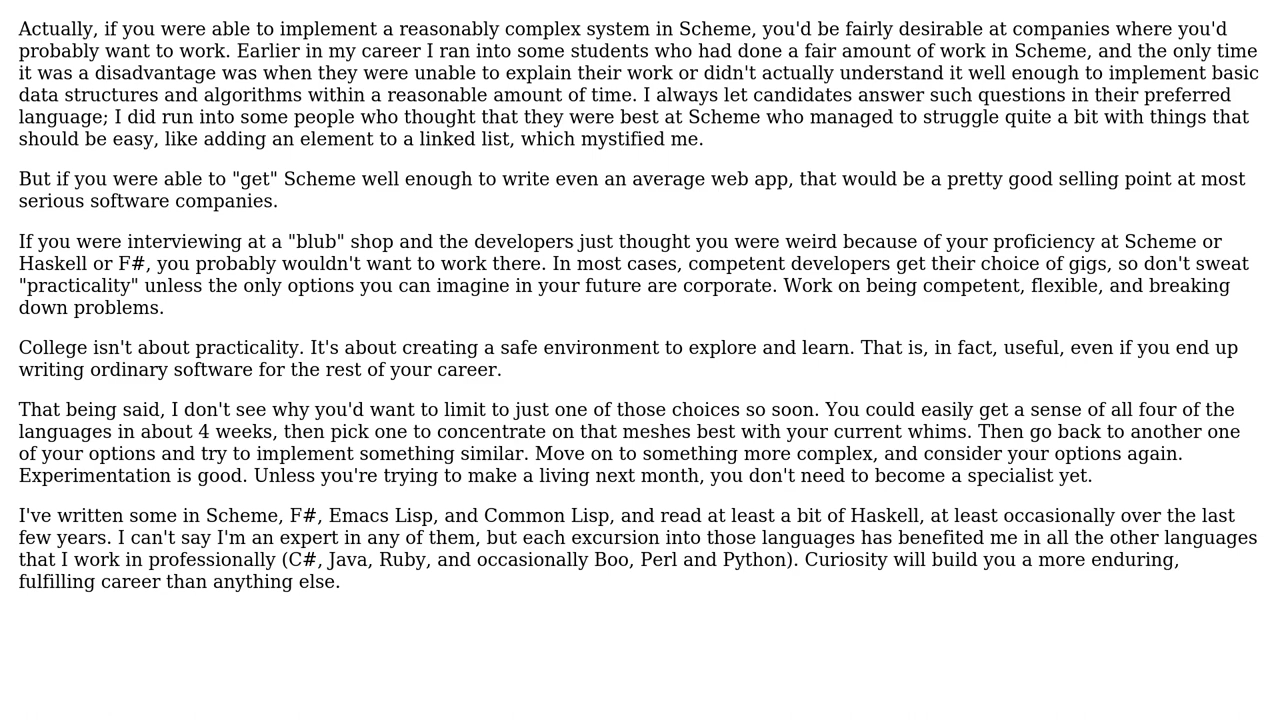 Actually, if you were able to implement a reasonably complex system in Scheme, you'd be fairly desirable at companies where you'd
probably want to work. Earlier in my career I ran into some students who had done a fair amount of work in Scheme, and the only time
it was a disadvantage was when they were unable to explain their work or didn't actually understand it well enough to implement basic
data structures and algorithms within a reasonable amount of time. I always let candidates answer such questions in their preferred
language; I did run into some people who thought that they were best at Scheme who managed to struggle quite a bit with things that
should be easy, like adding an element to a linked list, which mystified me.
But if you were able to "get" Scheme well enough to write even an average web app, that would be a pretty good selling point at most
serious software companies.
If you were interviewing at a "blub" shop and the developers just thought you were weird because of your proficiency at Scheme or
Haskell or F#, you probably wouldn't want to work there. In most cases, competent developers get their choice of gigs, so don't sweat
"practicality" unless the only options you can imagine in your future are corporate. Work on being competent, flexible, and breaking
down problems.
College isn't about practicality. It's about creating a safe environment to explore and learn. That is, in fact, useful, even if you end up
writing ordinary software for the rest of your career.
That being said, I don't see why you'd want to limit to just one of those choices so soon. You could easily get a sense of all four of the
languages in about 4 weeks, then pick one to concentrate on that meshes best with your current whims. Then go back to another one
of your options and try to implement something similar. Move on to something more complex, and consider your options again.
Experimentation is good. Unless you're trying to make a living next month, you don't need to become a specialist yet.
I've written some in Scheme, F#, Emacs Lisp, and Common Lisp, and read at least a bit of Haskell, at least occasionally over the last
few years. I can't say I'm an expert in any of them, but each excursion into those languages has benefited me in all the other languages
that I work in professionally (C#, Java, Ruby, and occasionally Boo, Perl and Python). Curiosity will build you a more enduring,
fulfilling career than anything else.